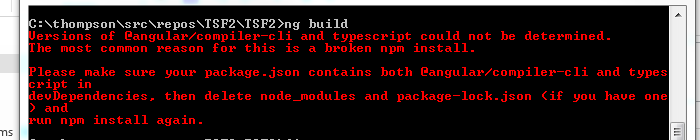 C:\thompson\src\repos\TSF2\TSF2>ng build
Versions of @angular/compiler-cli and typescript could not be determined.
The most common reason for this is a broken npm install.
Please make sure your package.json contains both @angular/compiler-cli and types
cript in
devDependencies, then delete node_modules and package-lock.json (if you have one
) and
run npm install again.
ms